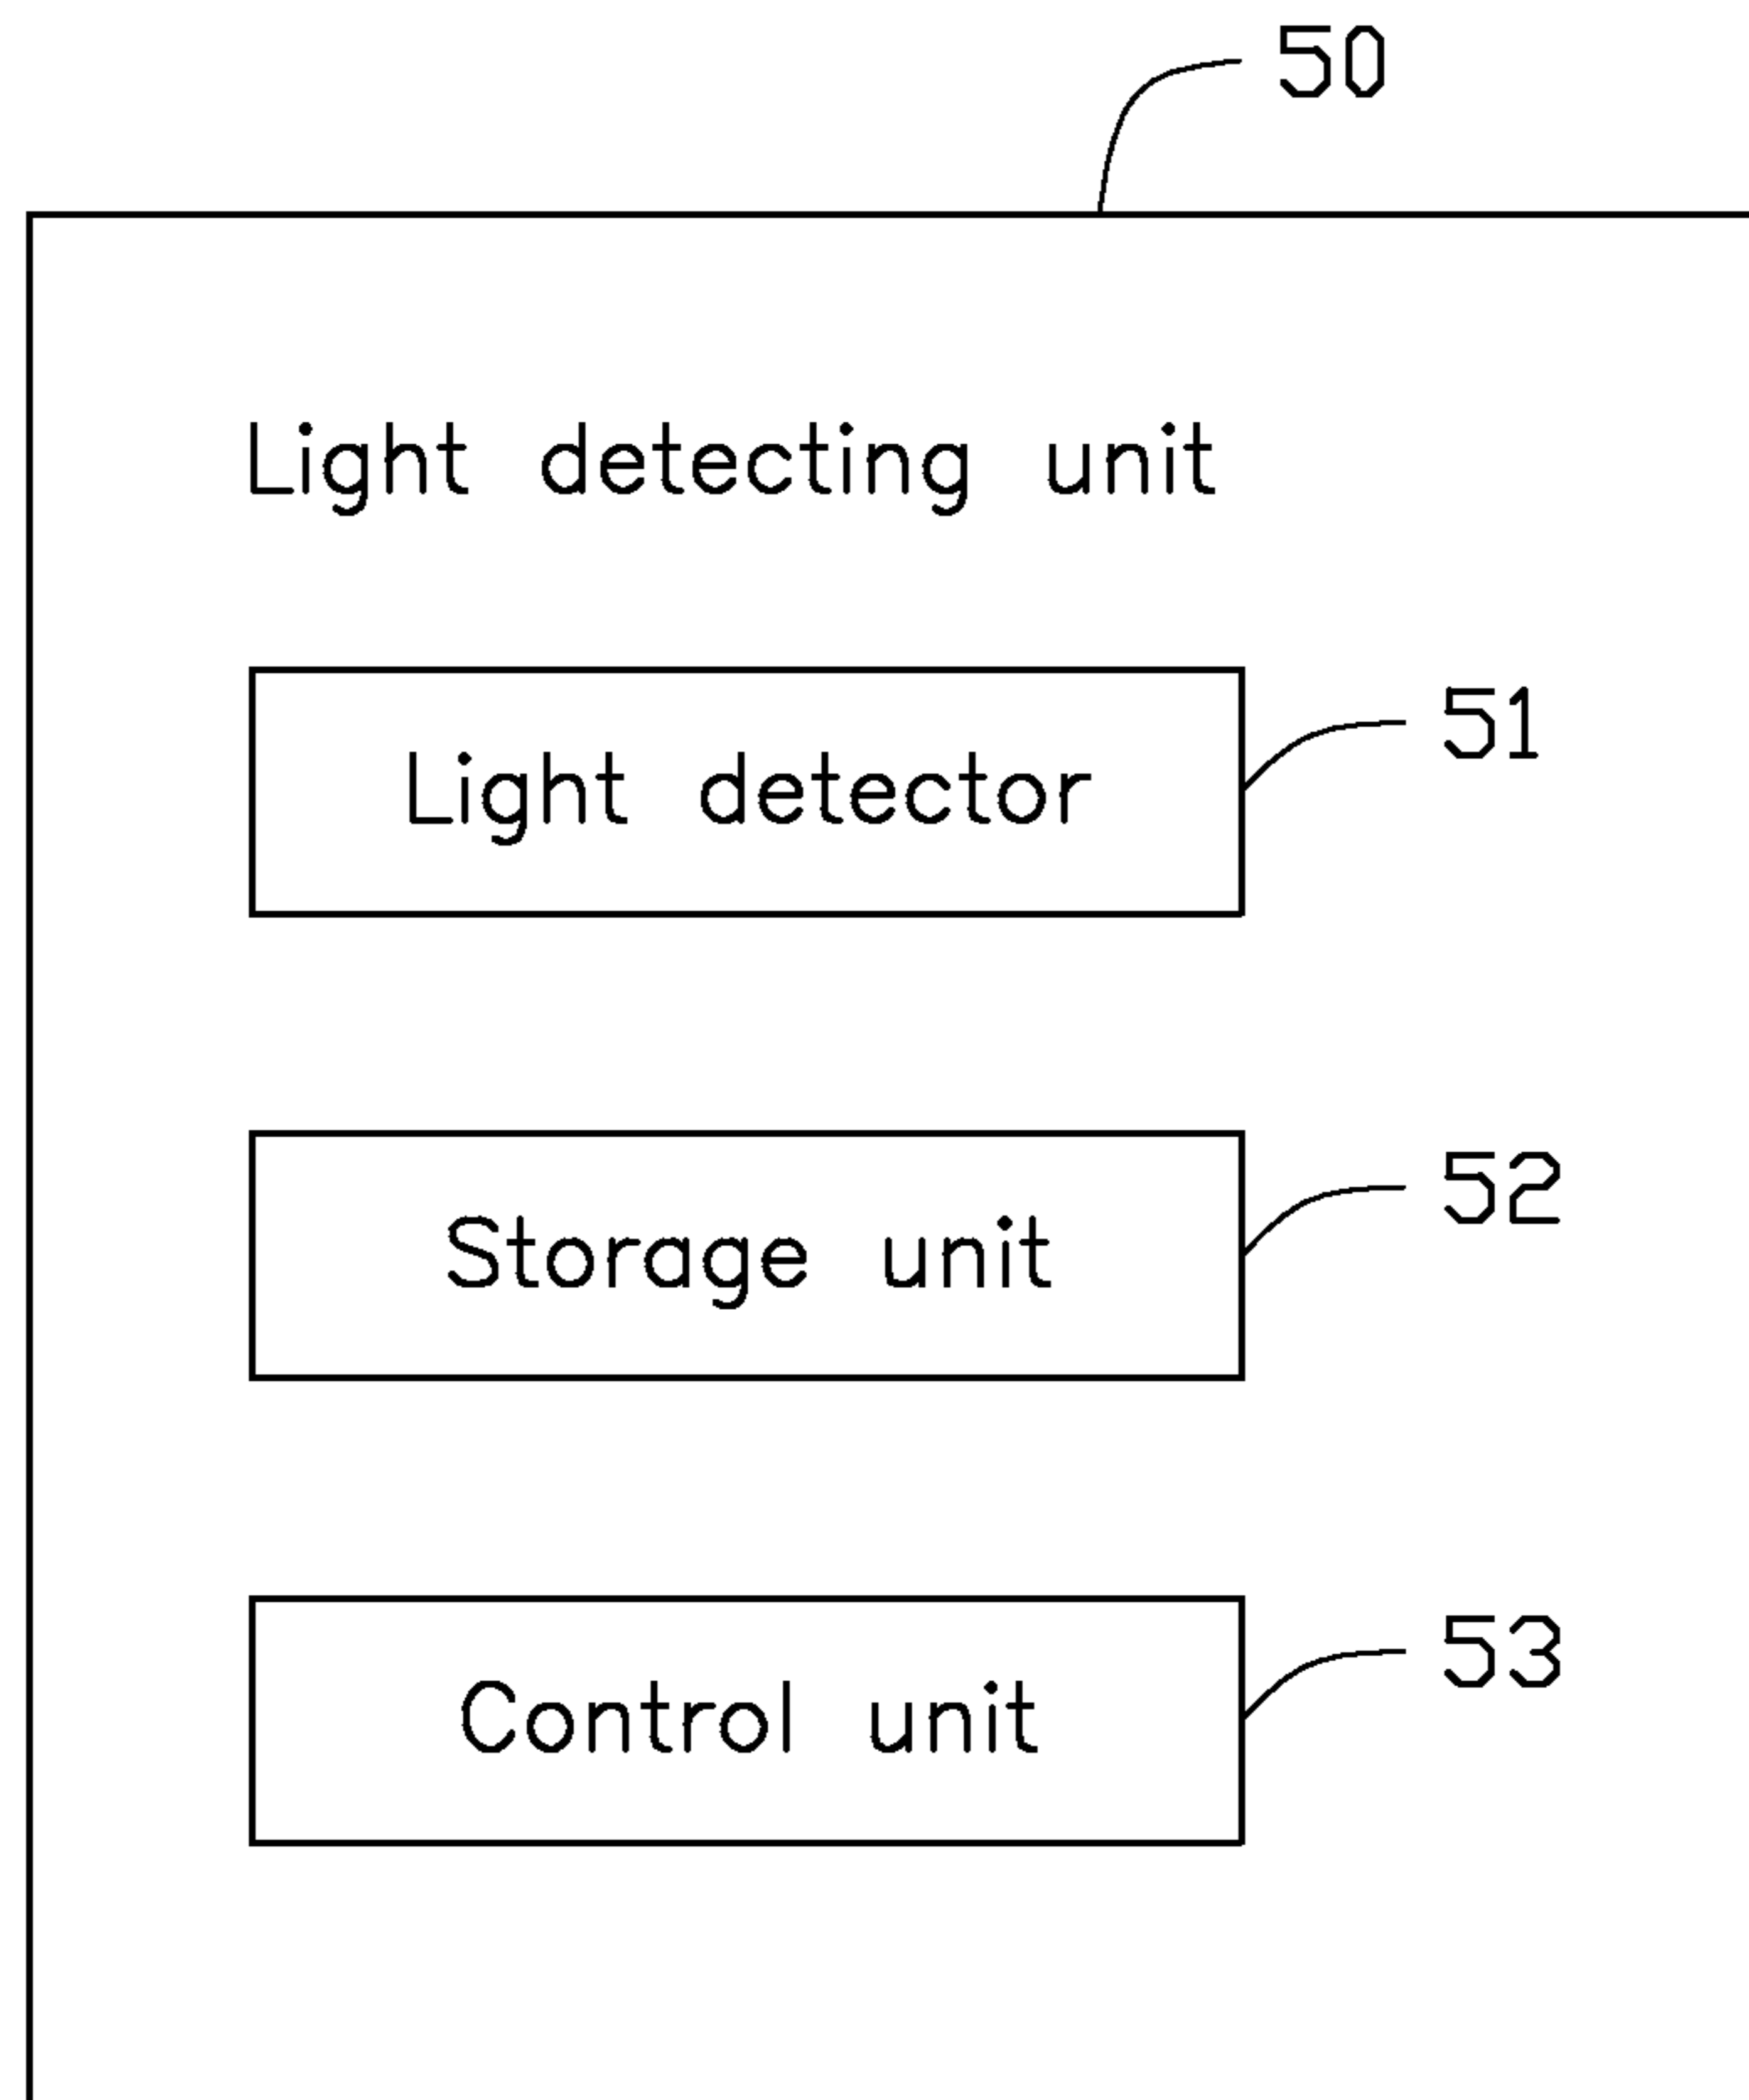 50
Light detecting unit
Light detector 51
Storage unit 52
Control unit 53